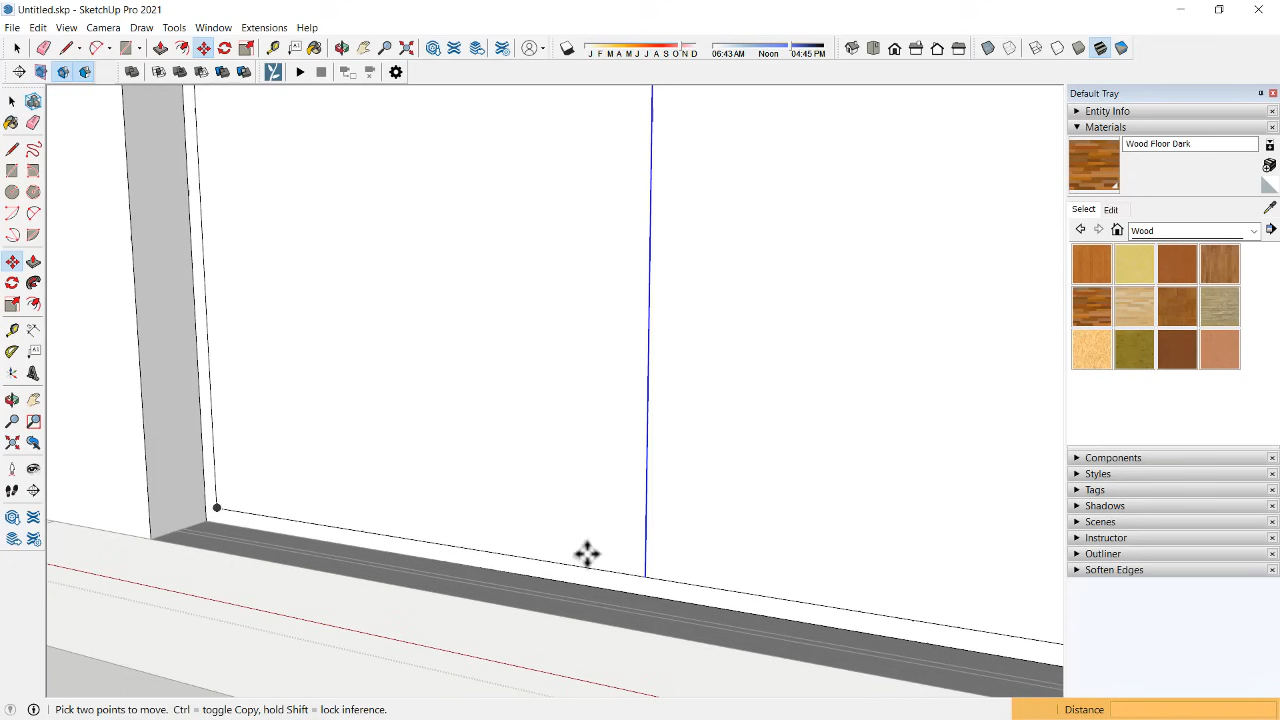 Untitled.skp - SketchUp Pro 2021
File Edit View Camera Draw Tools Window Extensions Help
J F M A M J J A S O N D
06:43 AM Noon 04:45 PM
Default Tray
Entity Info
Materials
Wood Floor Dark
Select Edit
Wood
Components
Styles
Tags
Shadows
Scenes
Instructor
Outliner
Soften Edges
Pick two points to move. Ctrl = toggle Copy, hold Shift = lock inference.
Distance